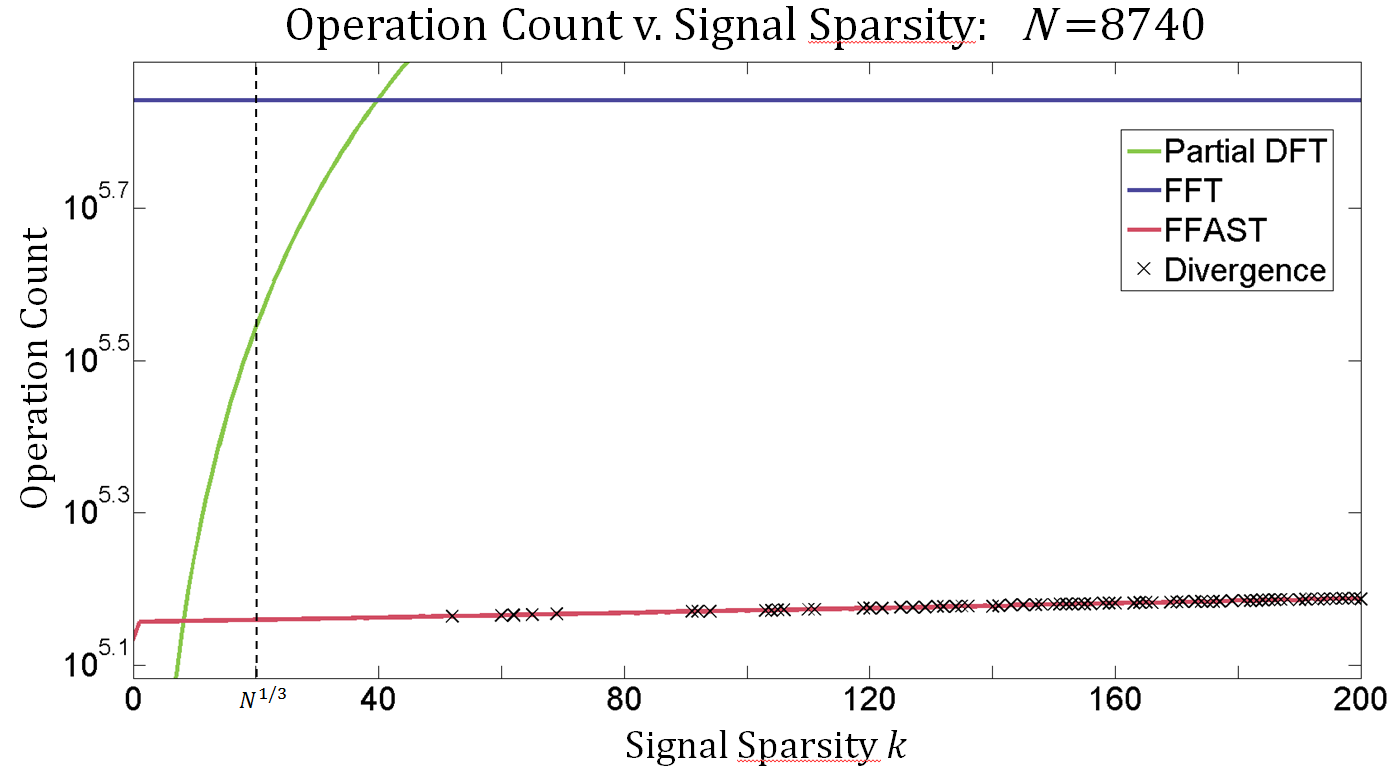 Operation Count v. Signal Sparsity: N=8740
Partial DFT
FFT
FFAST
Divergence
Operation Count
10^5.7
10^5.5
10^5.3
10^5.1
0
N^1/3
40
80
120
160
200
Signal Sparsity k